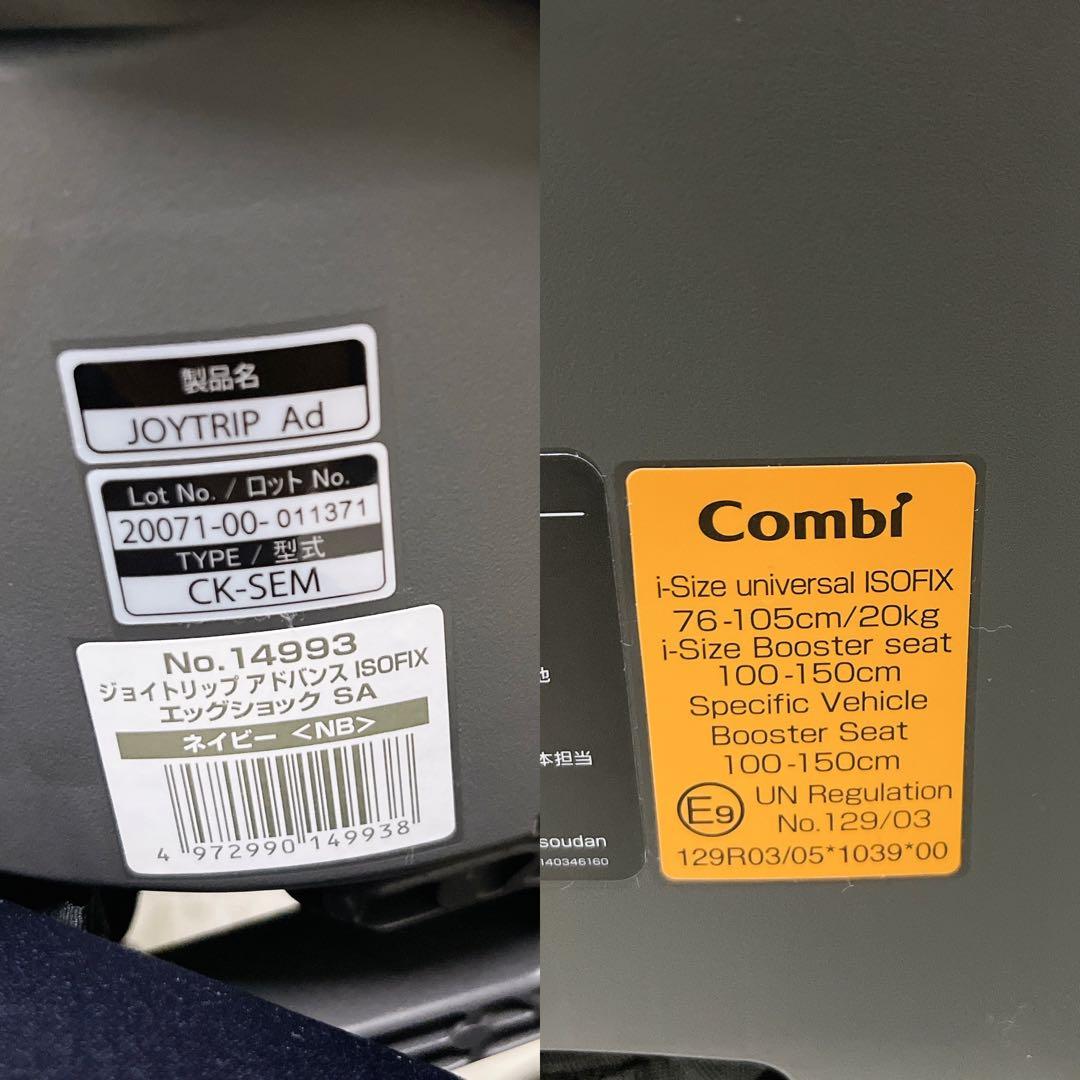 製品名
JOYTRIP Ad
Lot No. / ロット No.
20071-00-011371
TYPE / 型式
CK-SEM
No.14993
ジョイトリップ アドバンス ISOFIX
エッグショック SA
ネイビー <NB>
4 972990 149938
地
本担当
soudan
140346160
Combi
i-Size universal ISOFIX
76-105cm/20kg
i-Size Booster seat
100-150cm
Specific Vehicle
Booster Seat
100-150cm
E9 UN Regulation
No.129/03
129R03/05*1039*00